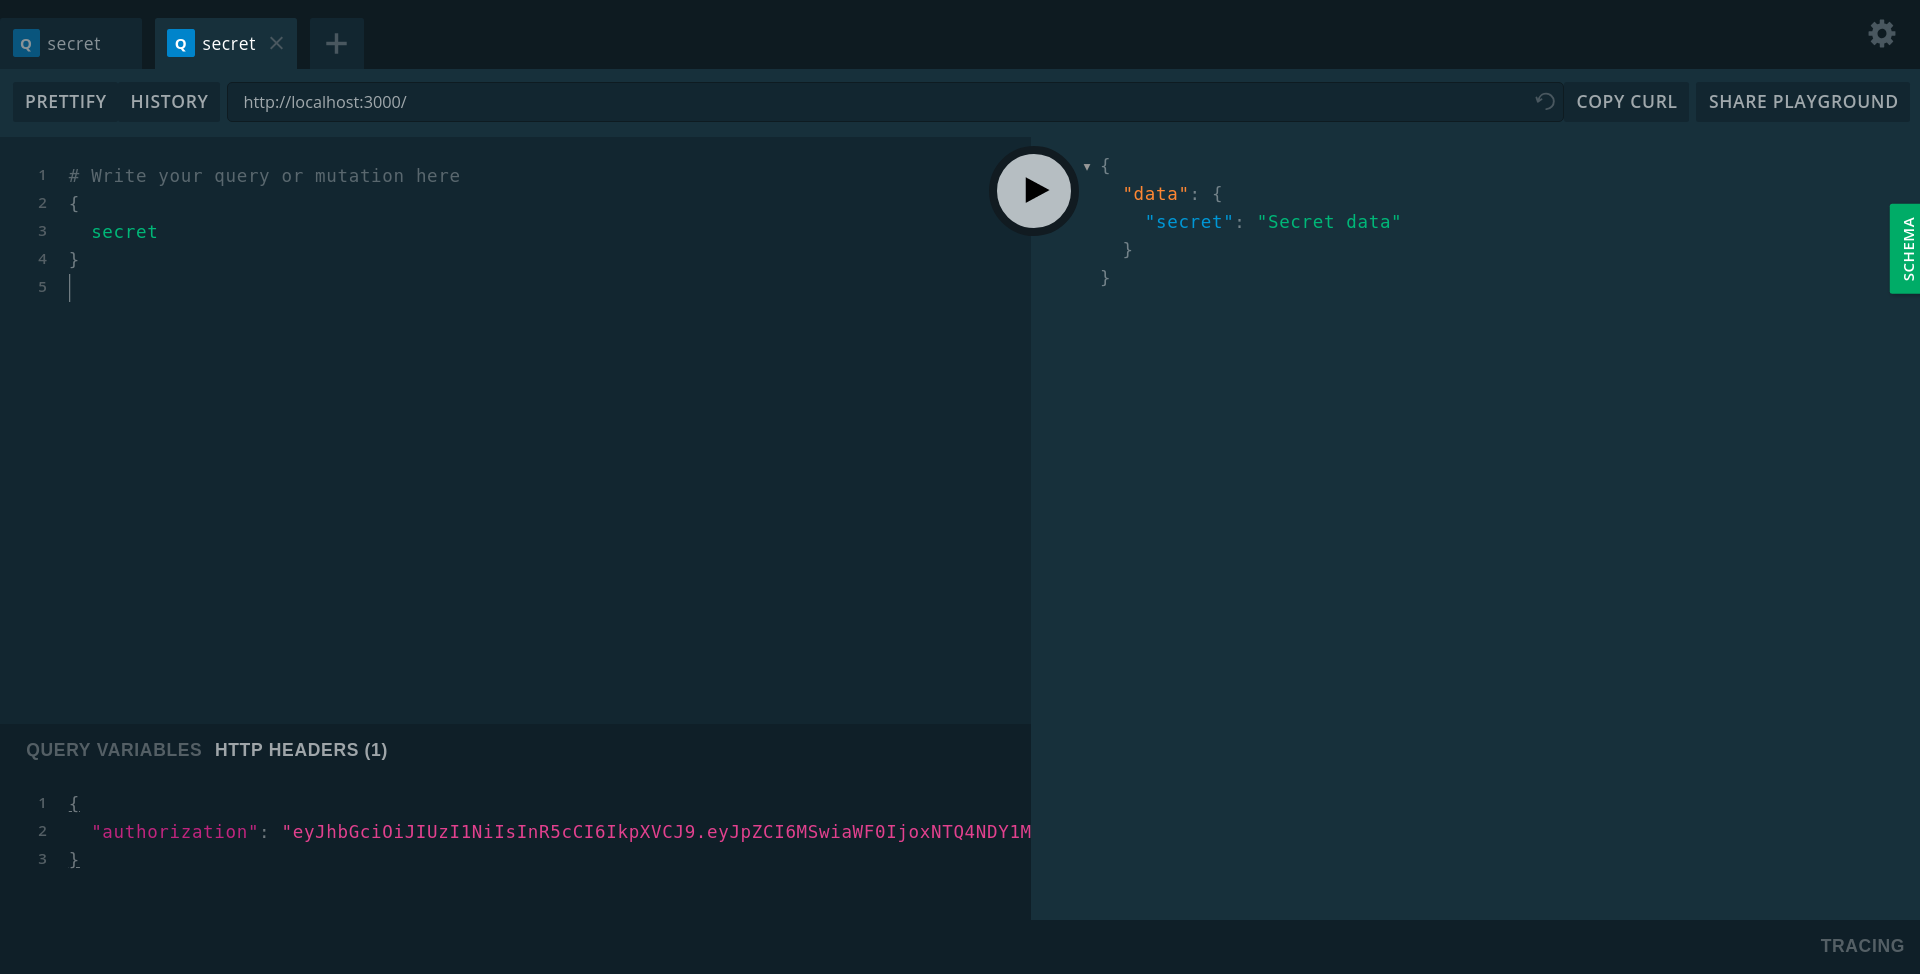 Q secret
Q secret
PRETTIFY HISTORY http://localhost:3000/ COPY CURL SHARE PLAYGROUND
1 # Write your query or mutation here
2 {
3 secret
4 }
5
{
"data": {
"secret": "Secret data"
}
}
SCHEMA
QUERY VARIABLES HTTP HEADERS (1)
1 {
2 "authorization": "eyJhbGciOiJIUzI1NiIsInR5cCI6IkpXVCJ9.eyJpZCI6MSwiaWF0IjoxNTQ4NDY1M
3 }
TRACING